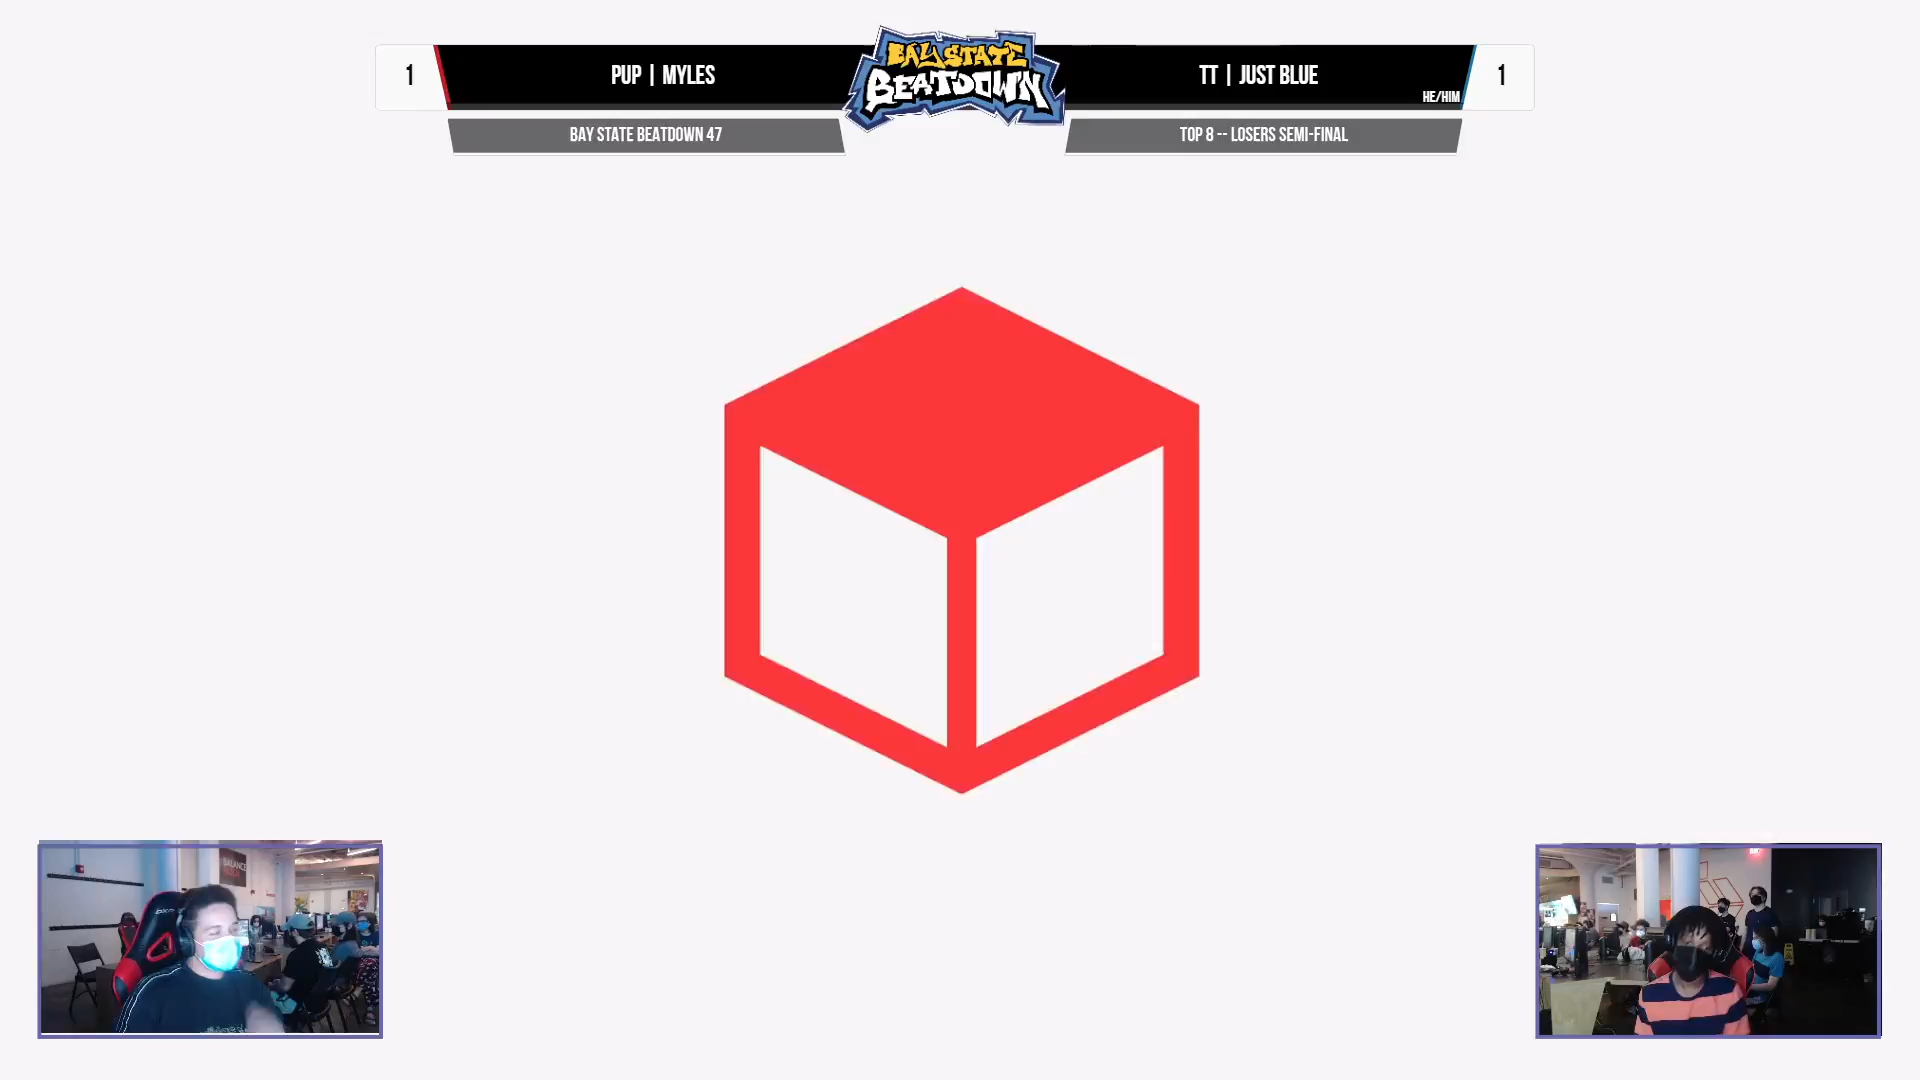 1
PUP | MYLES
BAY STATE
BEATDOWN
TT | JUST BLUE
HE/HIM
1
BAY STATE BEATDOWN 47
TOP 8 -- LOSERS SEMI-FINAL
BALANCE